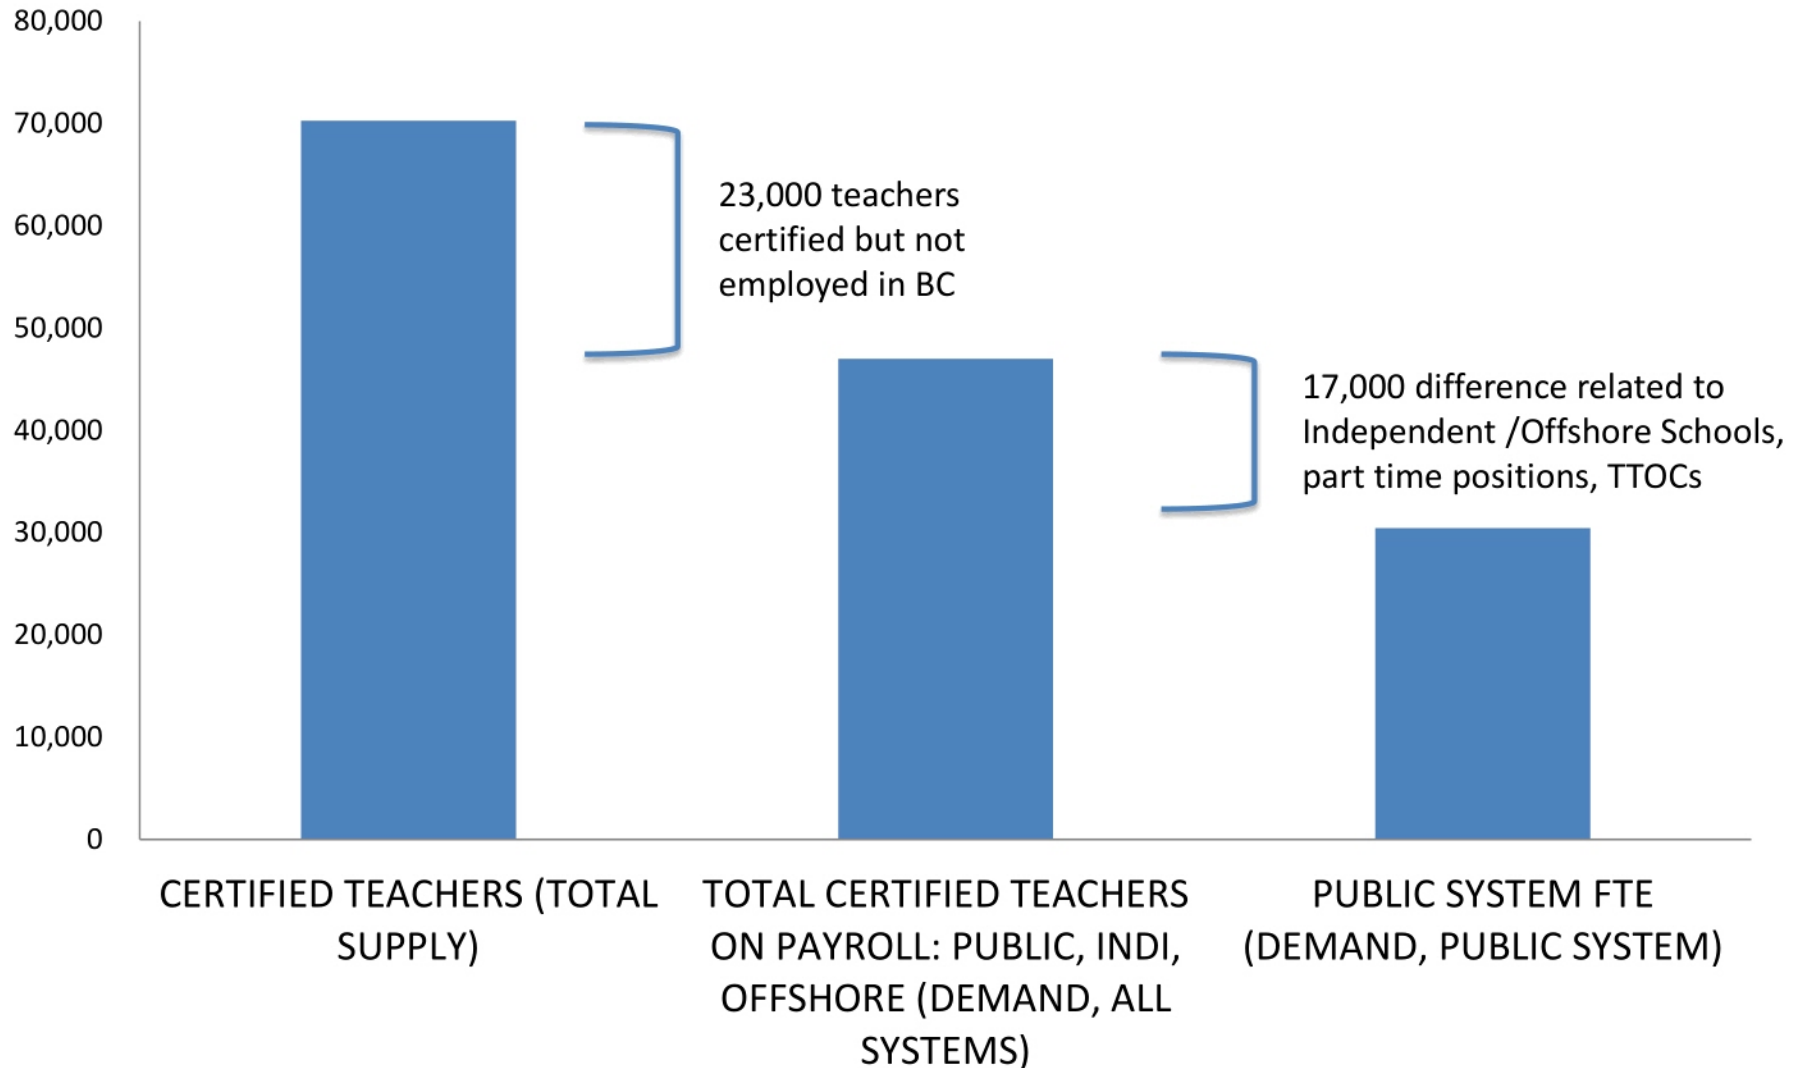 80,000
70,000
60,000
50,000
40,000
30,000
20,000
10,000
0
23,000 teachers
certified but not
employed in BC
17,000 difference related to
Independent /Offshore Schools,
part time positions, TTOCs
CERTIFIED TEACHERS (TOTAL
SUPPLY)
TOTAL CERTIFIED TEACHERS
ON PAYROLL: PUBLIC, INDI,
OFFSHORE (DEMAND, ALL
SYSTEMS)
PUBLIC SYSTEM FTE
(DEMAND, PUBLIC SYSTEM)